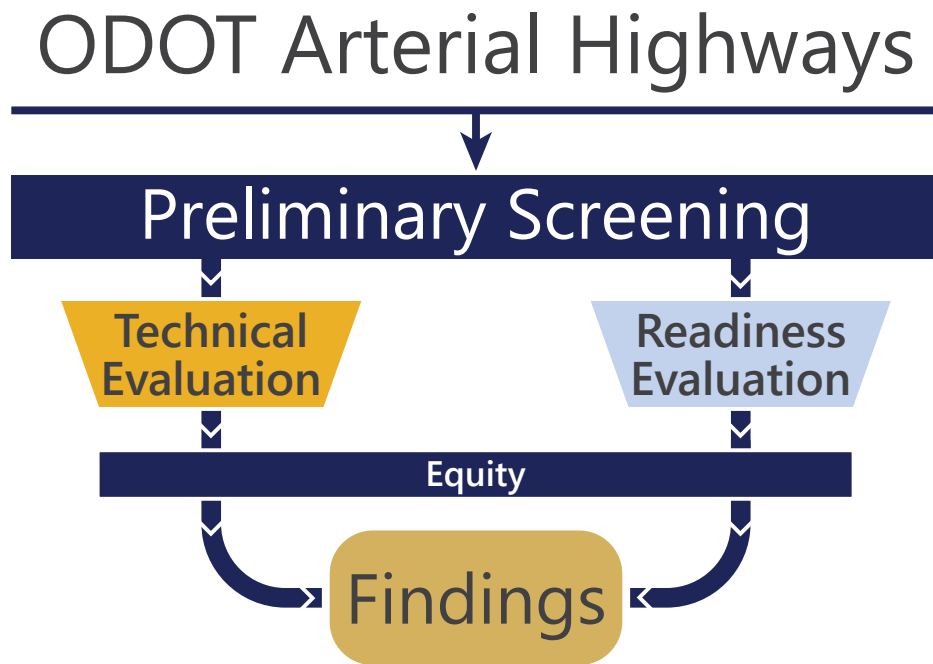 ODOT Arterial Highways
Preliminary Screening
Technical
Evaluation
Readiness
Evaluation
Equity
Findings